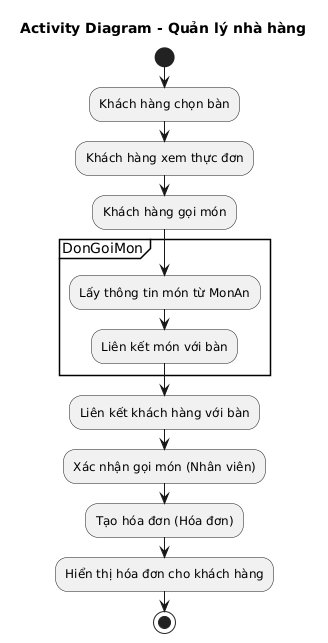 Activity Diagram - Quản lý nhà hàng
Khách hàng chọn bàn
Khách hàng xem thực đơn
Khách hàng gọi món
DonGoiMon
Lấy thông tin món từ MonAn
Liên kết món với bàn
Liên kết khách hàng với bàn
Xác nhận gọi món (Nhân viên)
Tạo hóa đơn (Hóa đơn)
Hiển thị hóa đơn cho khách hàng